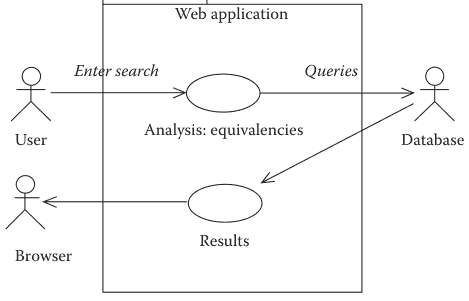 Web application
Enter search
Queries
Analysis: equivalencies
User
Database
Results
Browser